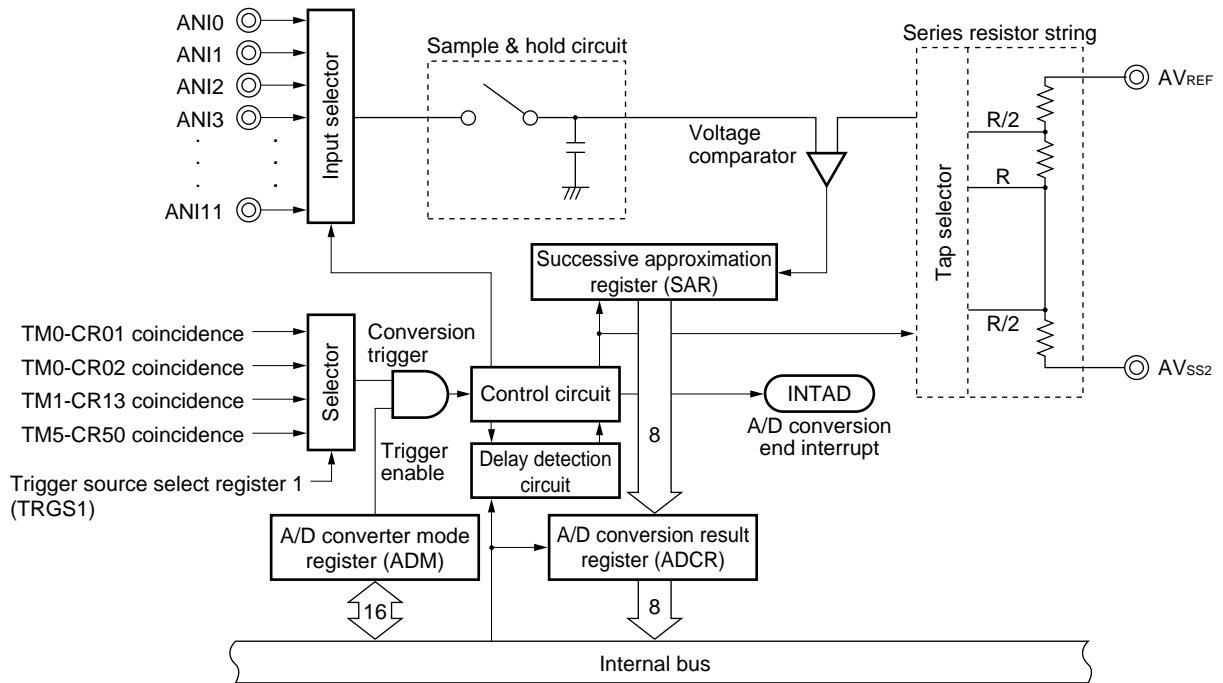 ANI0
ANI1
ANI2
ANI3
ANI11
Input selector
Sample & hold circuit
Series resistor string
AVREF
Voltage
comparator
Tap selector
R/2
R
R/2
AVSS2
Successive approximation
register (SAR)
TM0-CR01 coincidence
TM0-CR02 coincidence
TM1-CR13 coincidence
TM5-CR50 coincidence
Selector
Conversion
trigger
Control circuit
INTAD
A/D conversion
end interrupt
8
Trigger
enable
Delay detection
circuit
Trigger source select register 1
(TRGS1)
A/D converter mode
register (ADM)
A/D conversion result
register (ADCR)
16
8
Internal bus